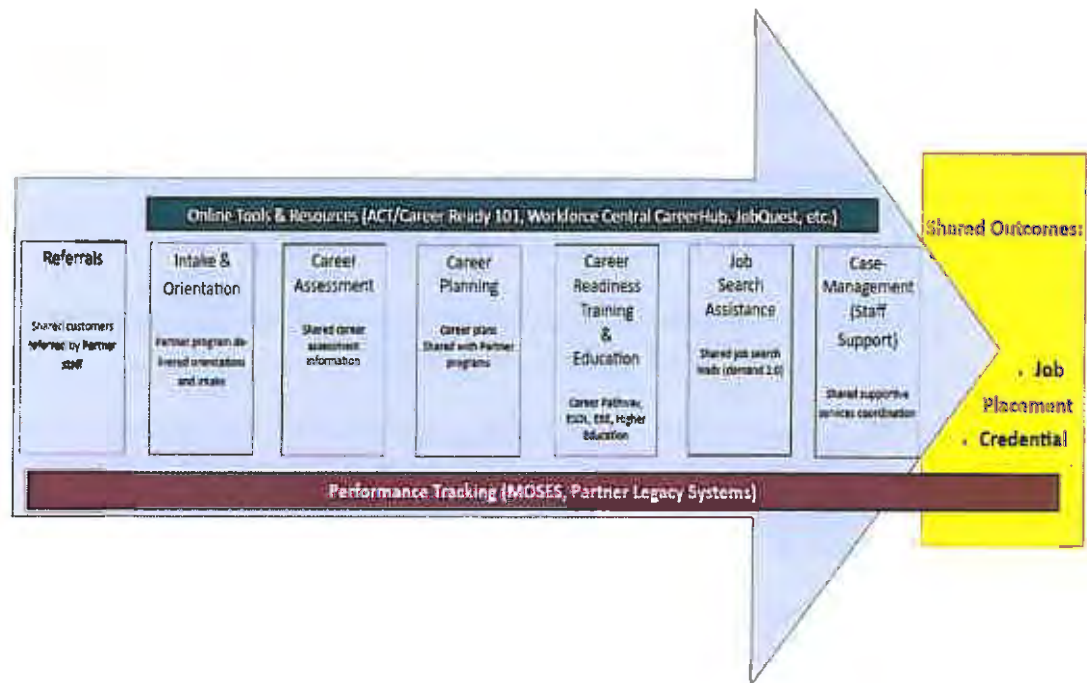 Online Tools & Resources (ACT/Career Ready 101, Workforce Central CareerHub, JobQuest, etc.)
Referrals
Shared customers
referred by Partner
staff
Intake &
Orientation
Partner program de-
livered orientations
and intake
Career
Assessment
Shared career
assessment
information
Career
Planning
Career plans
Shared with Partner
programs
Career
Readiness
Training
&
Education
Career Pathway,
ESOL, ABE, Higher
Education
Job
Search
Assistance
Shared job search
leads (demand 2.0)
Case-
Management
(Staff
Support)
Shared supportive
services coordination
Shared Outcomes:
• Job
Placement
• Credential
Performance Tracking (MOSES, Partner Legacy Systems)